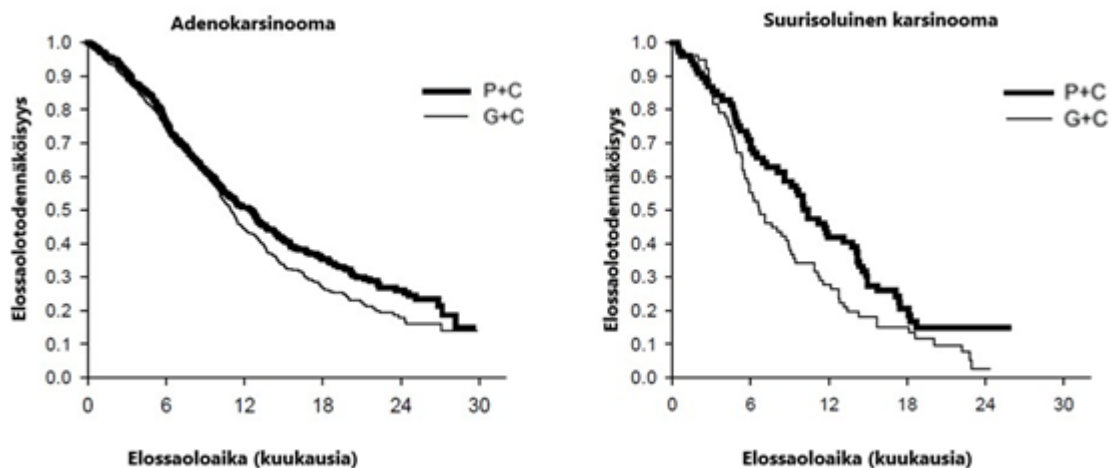 Adenokarsinooma
Elossaolotodennäköisyys
1.0
0.9
0.8
0.7
0.6
0.5
0.4
0.3
0.2
0.1
0.0
P+C
G+C
0 6 12 18 24 30
Elossaoloaika (kuukausia)
Suurisoluinen karsinooma
Elossaolotodennäköisyys
1.0
0.9
0.8
0.7
0.6
0.5
0.4
0.3
0.2
0.1
0.0
P+C
G+C
0 6 12 18 24 30
Elossaoloaika (kuukausia)